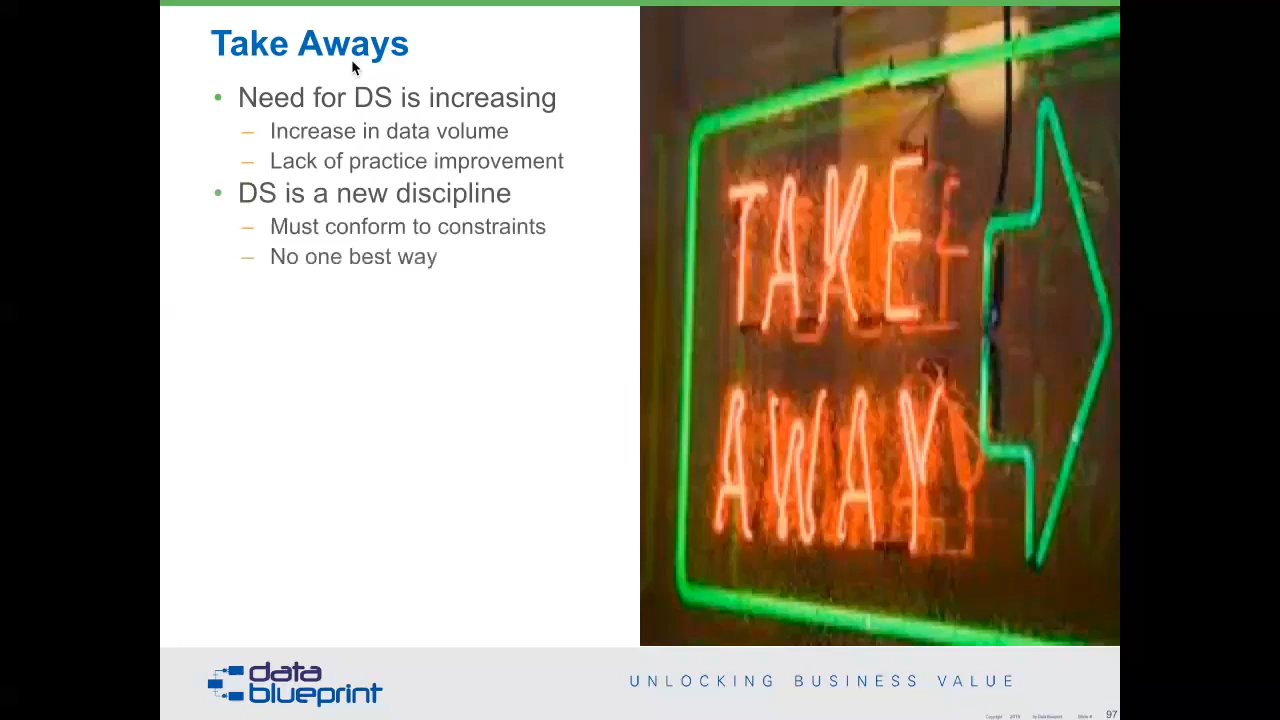 Take Aways
• Need for DS is increasing
– Increase in data volume
– Lack of practice improvement
• DS is a new discipline
– Must conform to constraints
– No one best way
TAKE
AWAY
data
blueprint
UNLOCKING BUSINESS VALUE
97